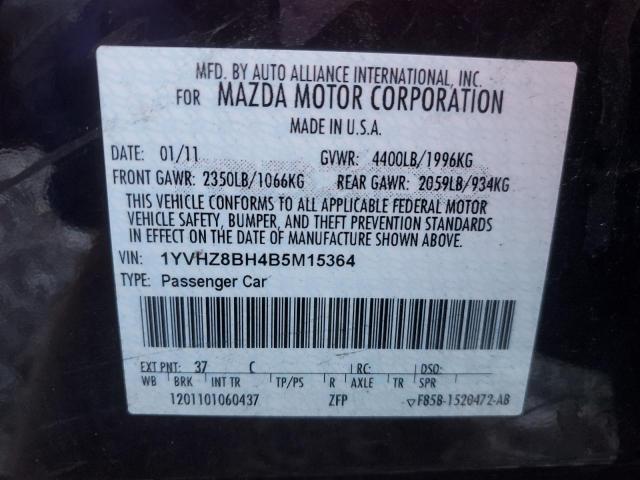 MFD. BY AUTO ALLIANCE INTERNATIONAL, INC.
FOR MAZDA MOTOR CORPORATION
MADE IN U.S.A.
DATE: 01/11 GVWR: 4400LB/1996KG
FRONT GAWR: 2350LB/1066KG REAR GAWR: 2059LB/934KG
THIS VEHICLE CONFORMS TO ALL APPLICABLE FEDERAL MOTOR
VEHICLE SAFETY, BUMPER, AND THEFT PREVENTION STANDARDS
IN EFFECT ON THE DATE OF MANUFACTURE SHOWN ABOVE.
VIN: 1YVHZ8BH4B5M15364
TYPE: Passenger Car
EXT PNT: 37 C RC: DSO:
WB BRK INT TR TP/PS R AXLE TR SPR
1201101060437 ZFP ▽F85B-1520472-AB